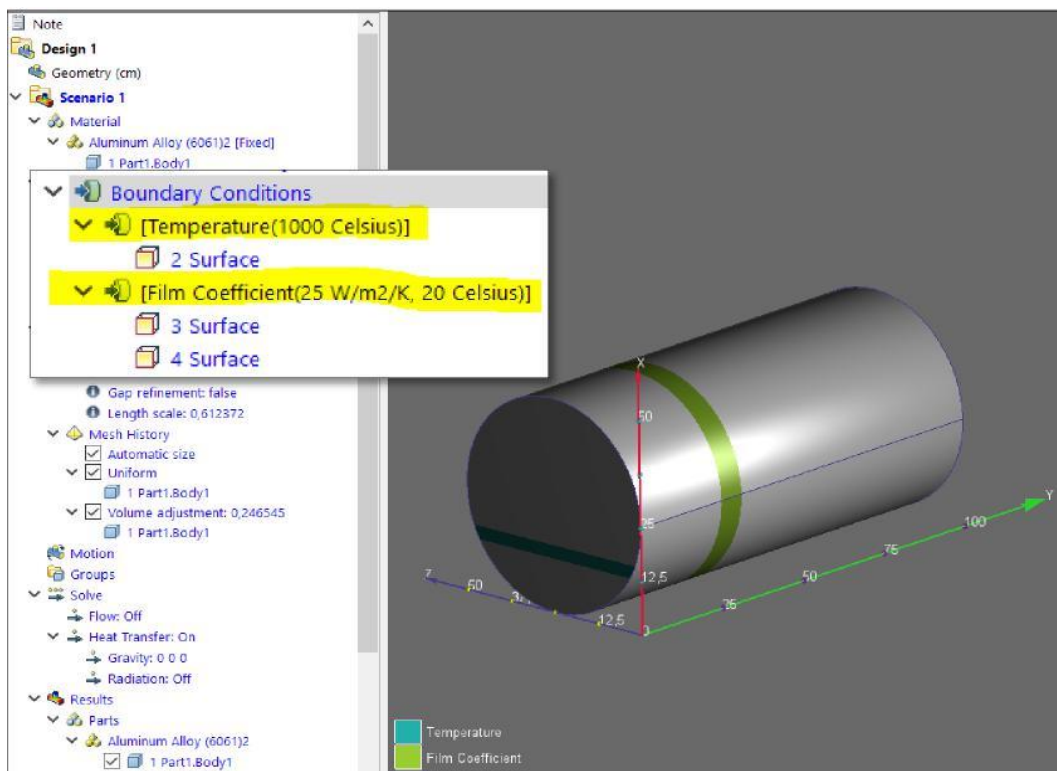 Note
Design 1
Geometry (cm)
Scenario 1
Material
Aluminum Alloy (6061)2 [Fixed]
1 Part1.Body1
Boundary Conditions
[Temperature(1000 Celsius)]
2 Surface
[Film Coefficient(25 W/m2/K, 20 Celsius)]
3 Surface
4 Surface
Gap refinement: false
Length scale: 0,612372
Mesh History
Automatic size
Uniform
1 Part1.Body1
Volume adjustment: 0,246545
1 Part1.Body1
Motion
Groups
Solve
Flow: Off
Heat Transfer: On
Gravity: 0 0 0
Radiation: Off
Results
Parts
Aluminum Alloy (6061)2
1 Part1.Body1
X
50
25
12,5
Y
100
75
50
25
Z
50
12,5
Temperature
Film Coefficient